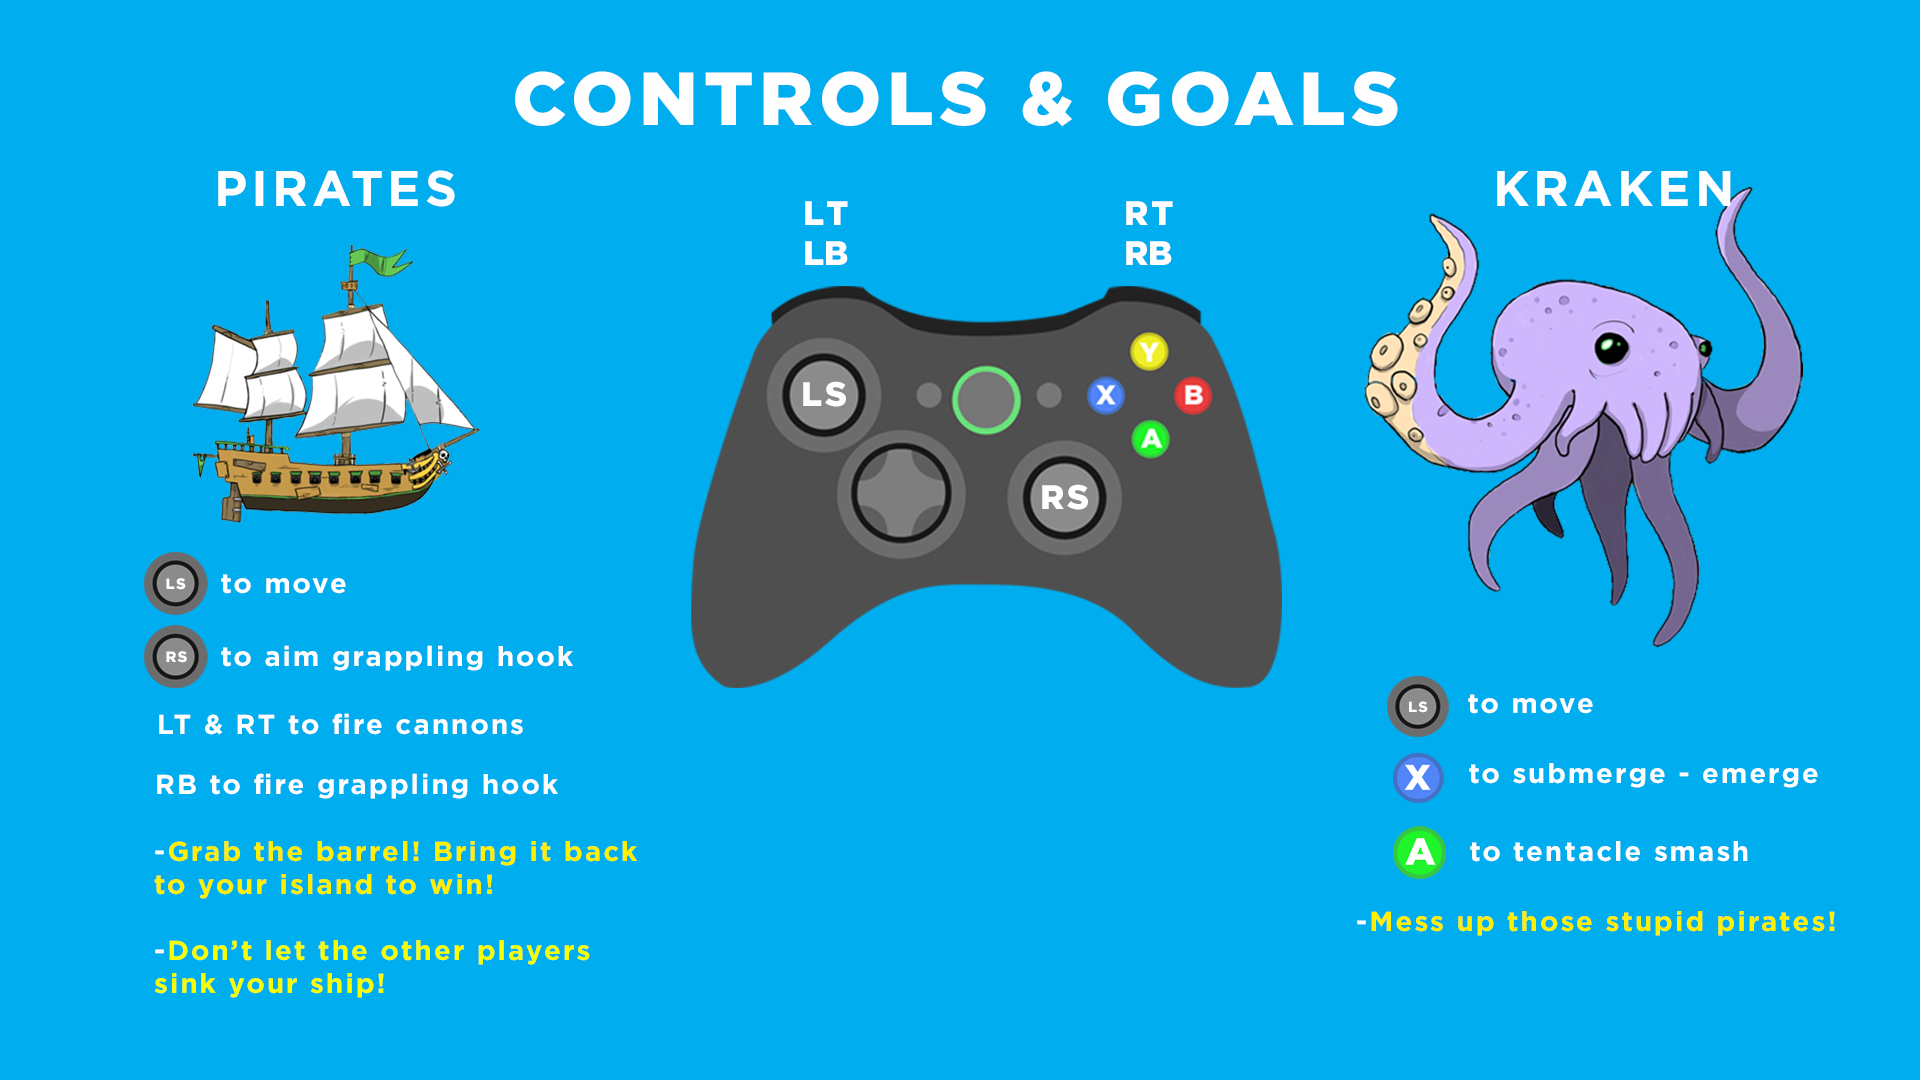 CONTROLS & GOALS
PIRATES
LS to move
RS to aim grappling hook
LT & RT to fire cannons
RB to fire grappling hook
-Grab the barrel! Bring it back
to your island to win!
-Don't let the other players
sink your ship!
LT
LB
RT
RB
LS
Y
X
B
A
RS
KRAKEN
LS to move
X to submerge - emerge
A to tentacle smash
-Mess up those stupid pirates!